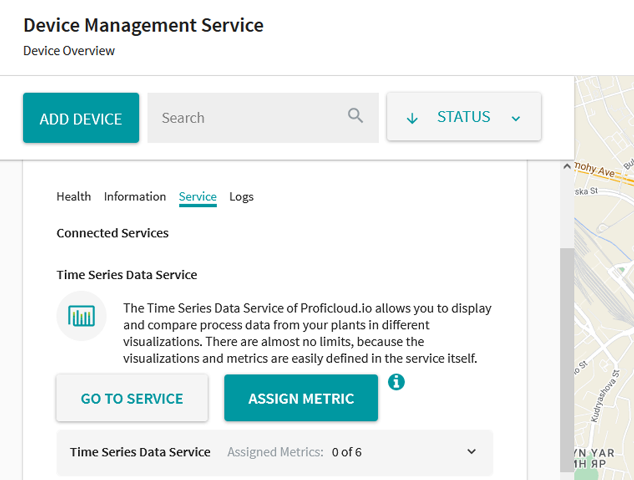 Device Management Service
Device Overview
ADD DEVICE
Search
STATUS
Health Information Service Logs
Connected Services
Time Series Data Service
The Time Series Data Service of Proficloud.io allows you to display
and compare process data from your plants in different
visualizations. There are almost no limits, because the
visualizations and metrics are easily defined in the service itself.
GO TO SERVICE
ASSIGN METRIC
Time Series Data Service Assigned Metrics: 0 of 6
mohy Ave
ska St
Kudryashova St
YN YAR
ИН ЯР